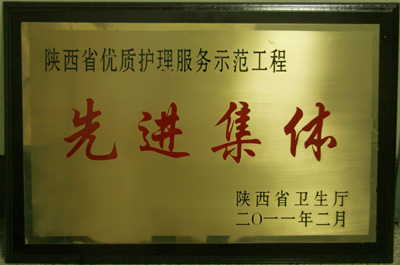 陕西省优质护理服务示范工程
先进集体
陕西省卫生厅
二〇一一年二月